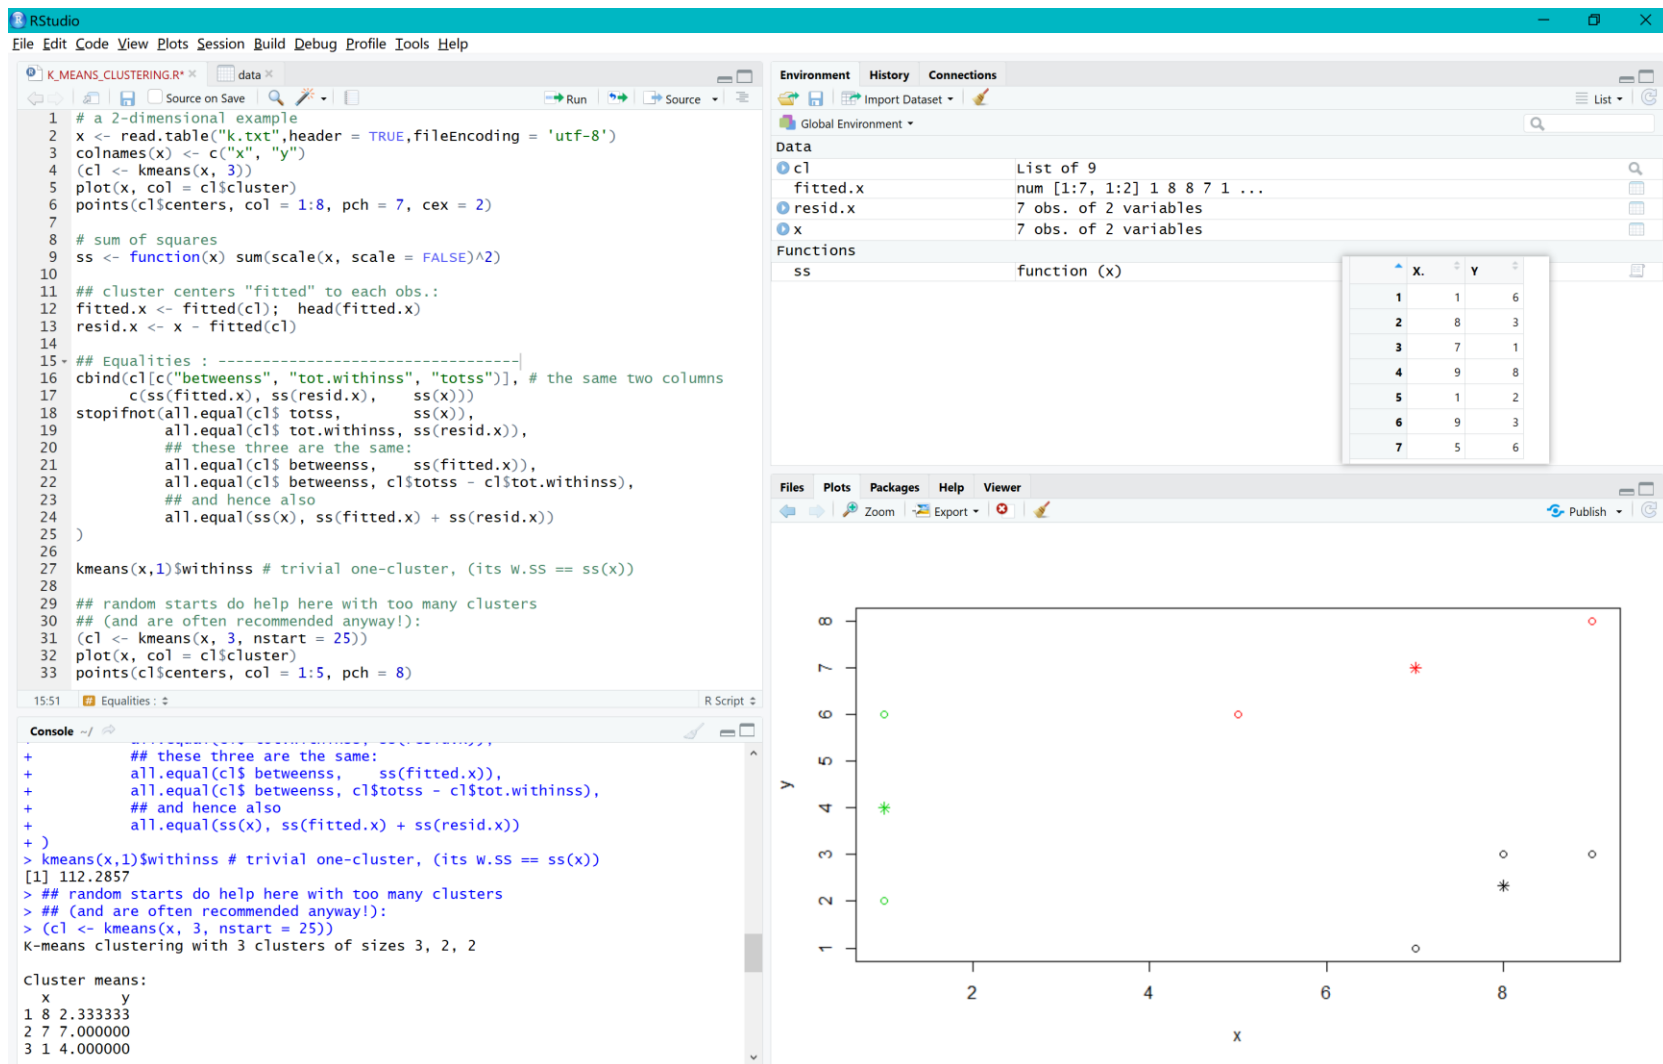 RStudio
File Edit Code View Plots Session Build Debug Profile Tools Help
K_MEANS_CLUSTERING.R* data
Source on Save Run Source
1 # a 2-dimensional example
2 x <- read.table("k.txt",header = TRUE,fileEncoding = 'utf-8')
3 colnames(x) <- c("x", "y")
4 (cl <- kmeans(x, 3))
5 plot(x, col = cl$cluster)
6 points(cl$centers, col = 1:8, pch = 7, cex = 2)
7
8 # sum of squares
9 ss <- function(x) sum(scale(x, scale = FALSE)^2)
10
11 ## cluster centers "fitted" to each obs.:
12 fitted.x <- fitted(cl);  head(fitted.x)
13 resid.x <- x - fitted(cl)
14
15 ## Equalities : ----------------------------------
16 cbind(cl[c("betweenss", "tot.withinss", "totss")], # the same two columns
17       c(ss(fitted.x), ss(resid.x),    ss(x)))
18 stopifnot(all.equal(cl$ totss,        ss(x)),
19           all.equal(cl$ tot.withinss, ss(resid.x)),
20           ## these three are the same:
21           all.equal(cl$ betweenss,    ss(fitted.x)),
22           all.equal(cl$ betweenss, cl$totss - cl$tot.withinss),
23           ## and hence also
24           all.equal(ss(x), ss(fitted.x) + ss(resid.x))
25 )
26
27 kmeans(x,1)$withinss # trivial one-cluster, (its W.SS == ss(x))
28
29 ## random starts do help here with too many clusters
30 ## (and are often recommended anyway!):
31 (cl <- kmeans(x, 3, nstart = 25))
32 plot(x, col = cl$cluster)
33 points(cl$centers, col = 1:5, pch = 8)
15:51 # Equalities : R Script
Console ~/
+           ## these three are the same:
+           all.equal(cl$ betweenss,    ss(fitted.x)),
+           all.equal(cl$ betweenss, cl$totss - cl$tot.withinss),
+           ## and hence also
+           all.equal(ss(x), ss(fitted.x) + ss(resid.x))
+ )
> kmeans(x,1)$withinss # trivial one-cluster, (its W.SS == ss(x))
[1] 112.2857
> ## random starts do help here with too many clusters
> ## (and are often recommended anyway!):
> (cl <- kmeans(x, 3, nstart = 25))
K-means clustering with 3 clusters of sizes 3, 2, 2
Cluster means:
x y
1 8 2.333333
2 7 7.000000
3 1 4.000000
Environment History Connections
Import Dataset List
Global Environment
Data
cl List of 9
fitted.x num [1:7, 1:2] 1 8 8 7 1 ...
resid.x 7 obs. of 2 variables
x 7 obs. of 2 variables
Functions
ss function (x)
X. Y
1 1 6
2 8 3
3 7 1
4 9 8
5 1 2
6 9 3
7 5 6
Files Plots Packages Help Viewer
Zoom Export Publish
8
7
6
5
4
3
2
1
y
2 4 6 8
x